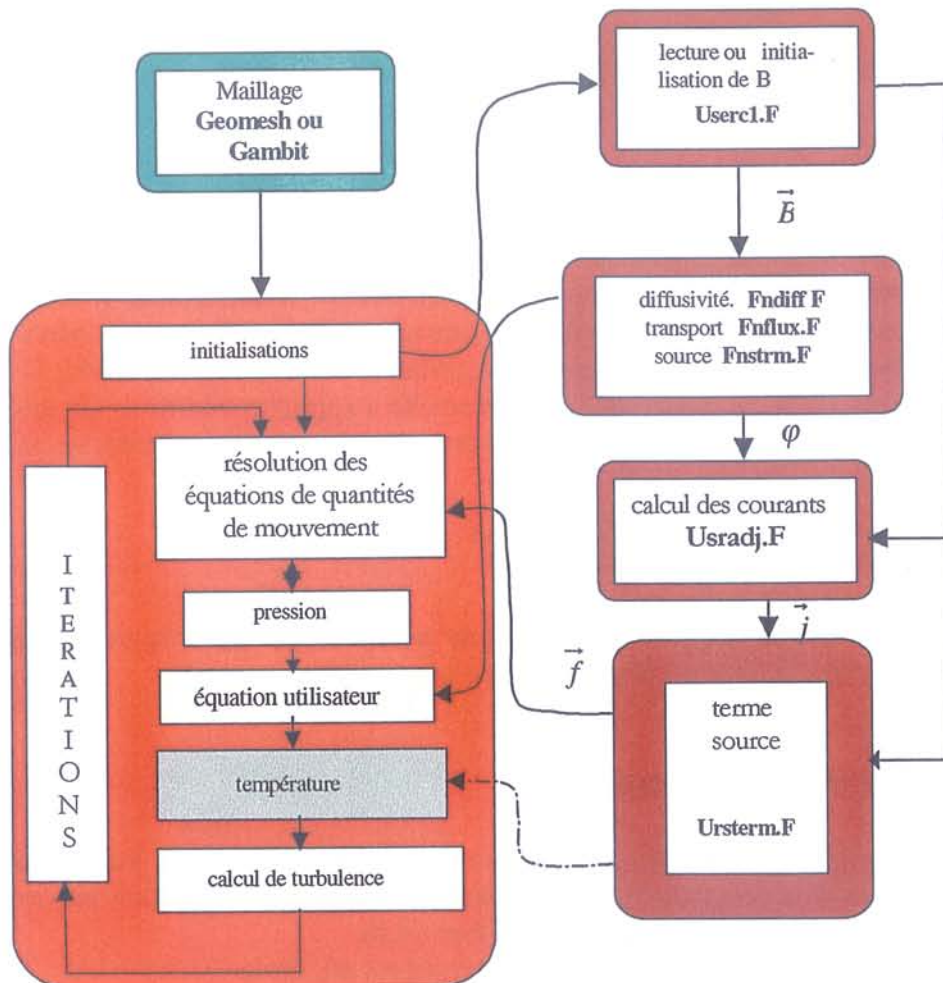 Maillage
Geomesh ou
Gambit
initialisations
résolution des
équations de quantités
de mouvement
pression
équation utilisateur
température
calcul de turbulence
ITERATIONS
lecture ou initia-
lisation de B
Userc1.F
B
diffusivité. Fndiff F
transport Fnflux.F
source Fnstrm.F
φ
calcul des courants
Usradj.F
j
f
terme
source
Ursterm.F